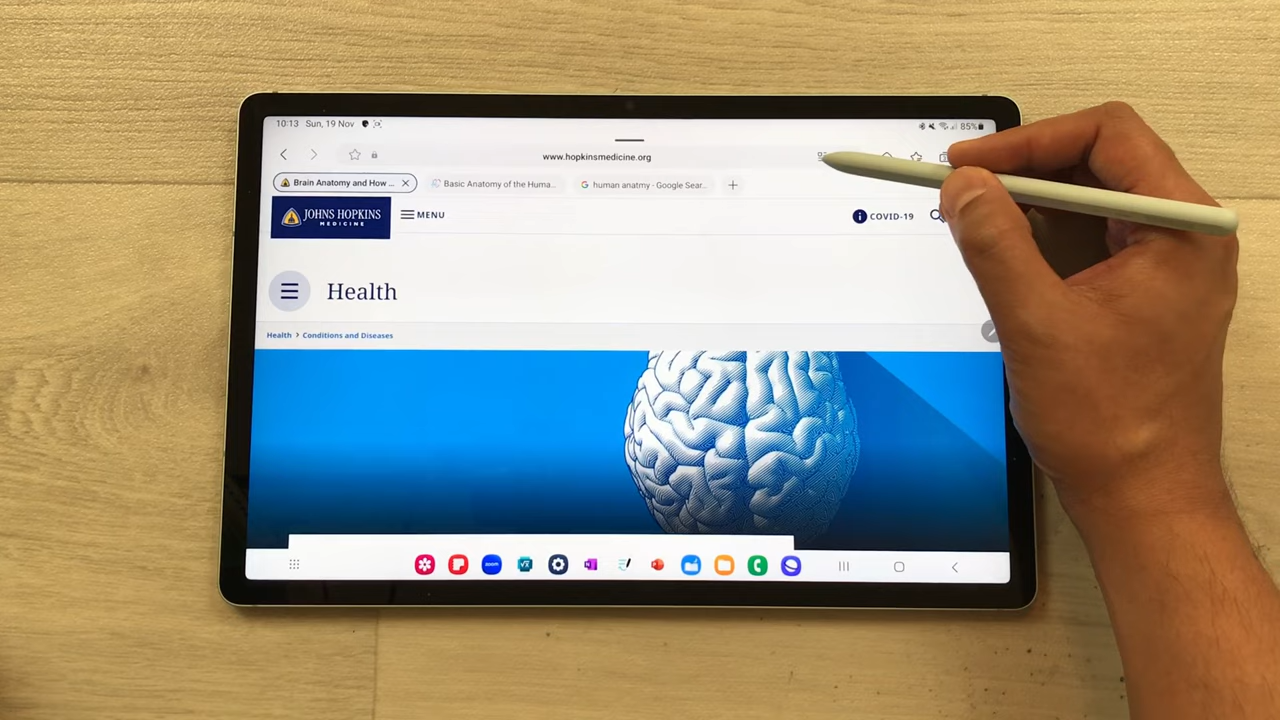 10:13 Sun, 19 Nov
85%
www.hopkinsmedicine.org
Brain Anatomy and How ...
Basic Anatomy of the Huma...
human anatmy - Google Sear...
JOHNS HOPKINS
MEDICINE
MENU
COVID-19
Health
Health > Conditions and Diseases
zoom